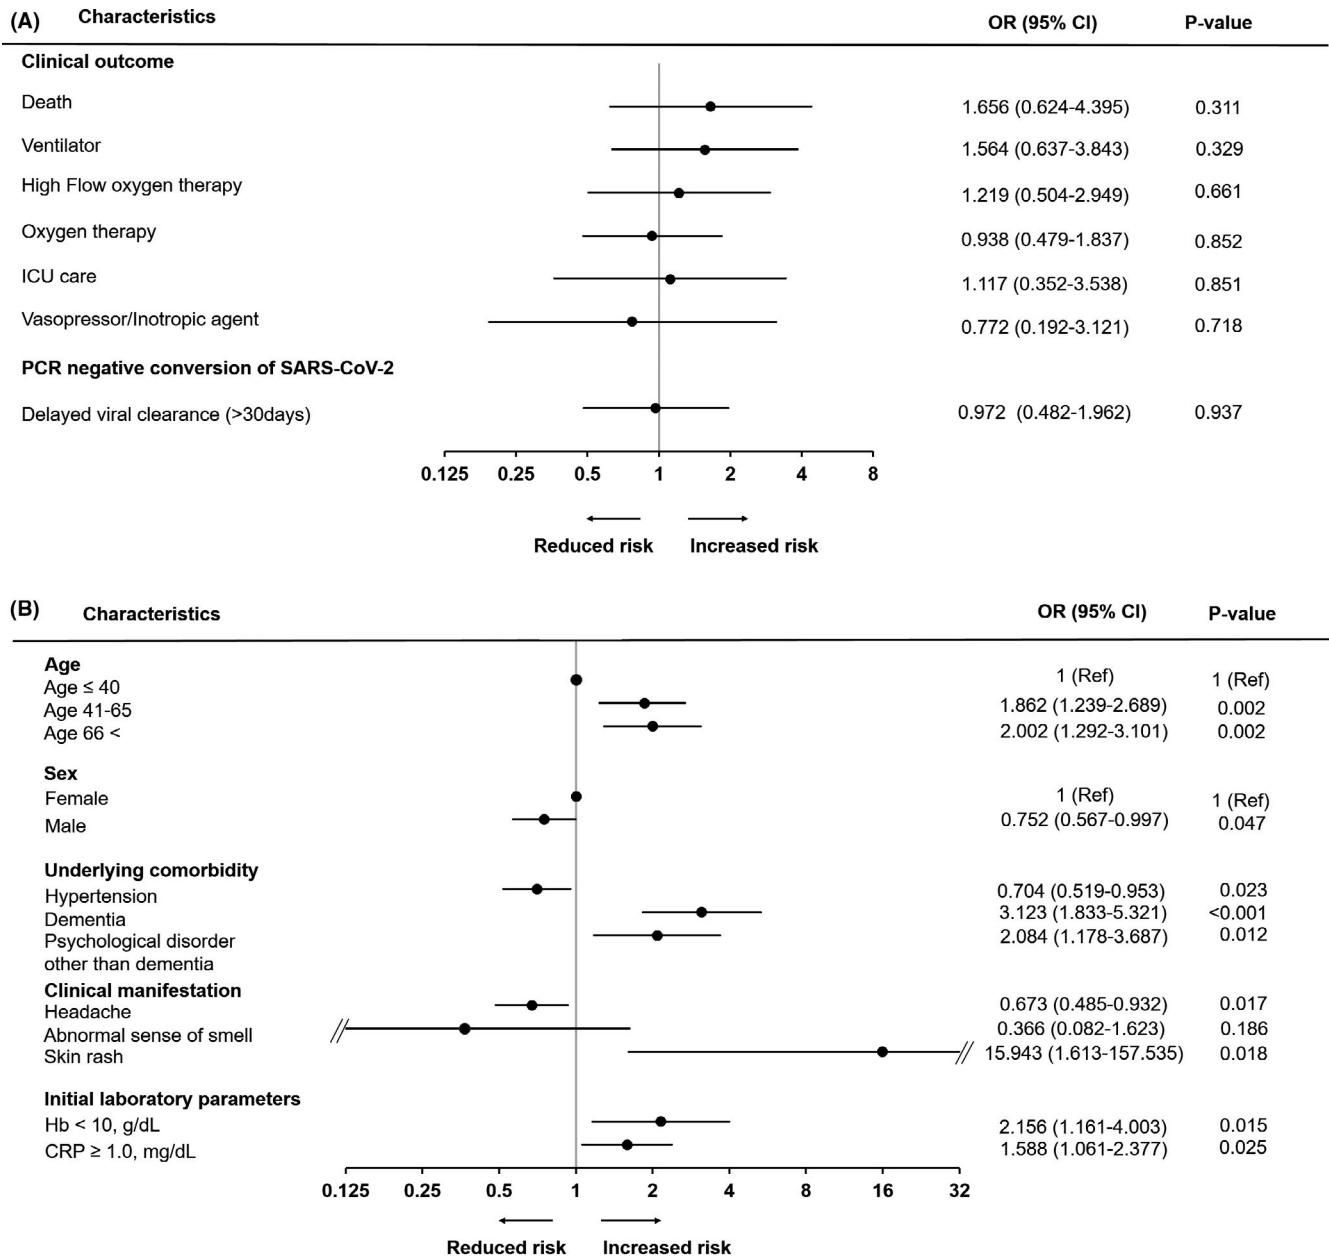 (A) Characteristics OR (95% CI) P-value
Clinical outcome
Death 1.656 (0.624-4.395) 0.311
Ventilator 1.564 (0.637-3.843) 0.329
High Flow oxygen therapy 1.219 (0.504-2.949) 0.661
Oxygen therapy 0.938 (0.479-1.837) 0.852
ICU care 1.117 (0.352-3.538) 0.851
Vasopressor/Inotropic agent 0.772 (0.192-3.121) 0.718
PCR negative conversion of SARS-CoV-2
Delayed viral clearance (>30days) 0.972 (0.482-1.962) 0.937
0.125 0.25 0.5 1 2 4 8
Reduced risk Increased risk
(B) Characteristics OR (95% CI) P-value
Age
Age ≤ 40 1 (Ref) 1 (Ref)
Age 41-65 1.862 (1.239-2.689) 0.002
Age 66 < 2.002 (1.292-3.101) 0.002
Sex
Female 1 (Ref) 1 (Ref)
Male 0.752 (0.567-0.997) 0.047
Underlying comorbidity
Hypertension 0.704 (0.519-0.953) 0.023
Dementia 3.123 (1.833-5.321) <0.001
Psychological disorder 2.084 (1.178-3.687) 0.012
other than dementia
Clinical manifestation
Headache 0.673 (0.485-0.932) 0.017
Abnormal sense of smell 0.366 (0.082-1.623) 0.186
Skin rash 15.943 (1.613-157.535) 0.018
Initial laboratory parameters
Hb < 10, g/dL 2.156 (1.161-4.003) 0.015
CRP ≥ 1.0, mg/dL 1.588 (1.061-2.377) 0.025
0.125 0.25 0.5 1 2 4 8 16 32
Reduced risk Increased risk